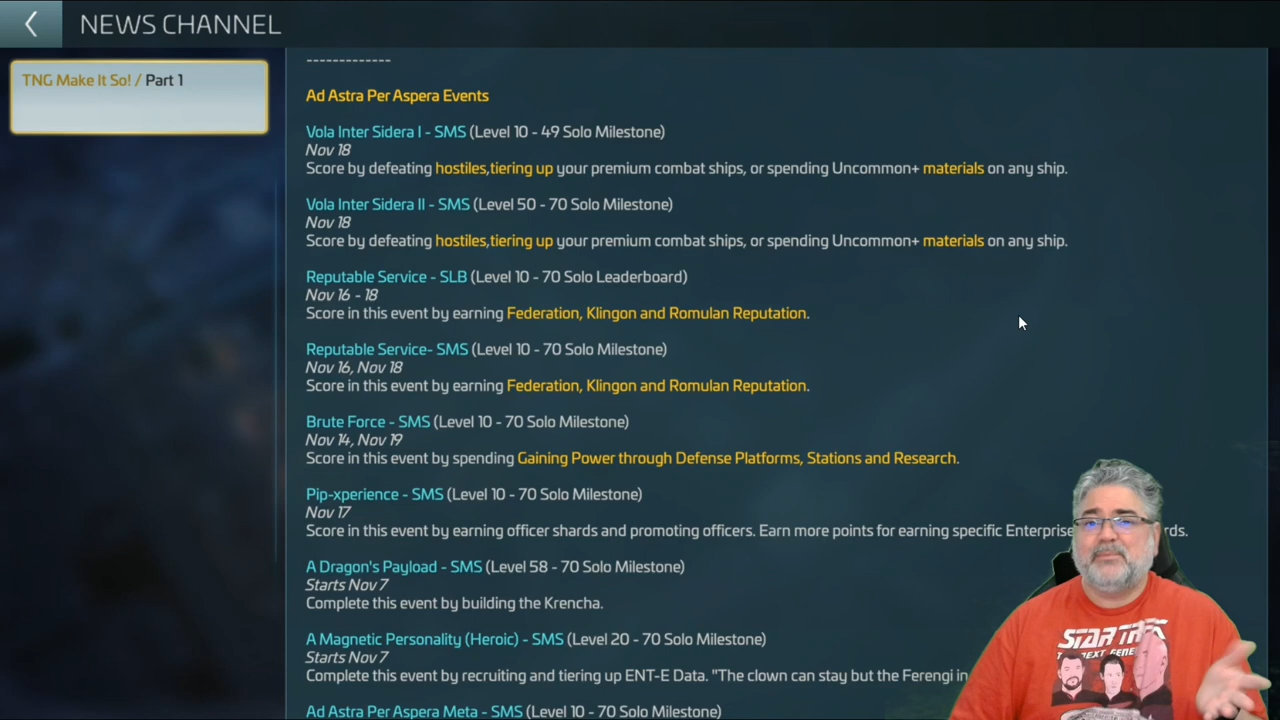 NEWS CHANNEL
TNG Make It So! / Part 1
-------------
Ad Astra Per Aspera Events
Vola Inter Sidera I - SMS (Level 10 - 49 Solo Milestone)
Nov 18
Score by defeating hostiles,tiering up your premium combat ships, or spending Uncommon+ materials on any ship.
Vola Inter Sidera II - SMS (Level 50 - 70 Solo Milestone)
Nov 18
Score by defeating hostiles,tiering up your premium combat ships, or spending Uncommon+ materials on any ship.
Reputable Service - SLB (Level 10 - 70 Solo Leaderboard)
Nov 16 - 18
Score in this event by earning Federation, Klingon and Romulan Reputation.
Reputable Service- SMS (Level 10 - 70 Solo Milestone)
Nov 16, Nov 18
Score in this event by earning Federation, Klingon and Romulan Reputation.
Brute Force - SMS (Level 10 - 70 Solo Milestone)
Nov 14, Nov 19
Score in this event by spending Gaining Power through Defense Platforms, Stations and Research.
Pip-xperience - SMS (Level 10 - 70 Solo Milestone)
Nov 17
Score in this event by earning officer shards and promoting officers. Earn more points for earning specific Enterprise rds.
A Dragon's Payload - SMS (Level 58 - 70 Solo Milestone)
Starts Nov 7
Complete this event by building the Krencha.
A Magnetic Personality (Heroic) - SMS (Level 20 - 70 Solo Milestone)
Starts Nov 7
Complete this event by recruiting and tiering up ENT-E Data. "The clown can stay but the Ferengi in
Ad Astra Per Aspera Meta - SMS (Level 10 - 70 Solo Milestone)
STAR TREK